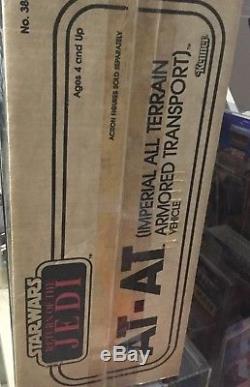 No. 38
Ages 4 and Up
ACTION FIGURES SOLD SEPARATELY
Kenner
STAR WARS
RETURN OF THE
JEDI
AT-AT
(IMPERIAL ALL TERRAIN
ARMORED TRANSPORT)™
VEHICLE